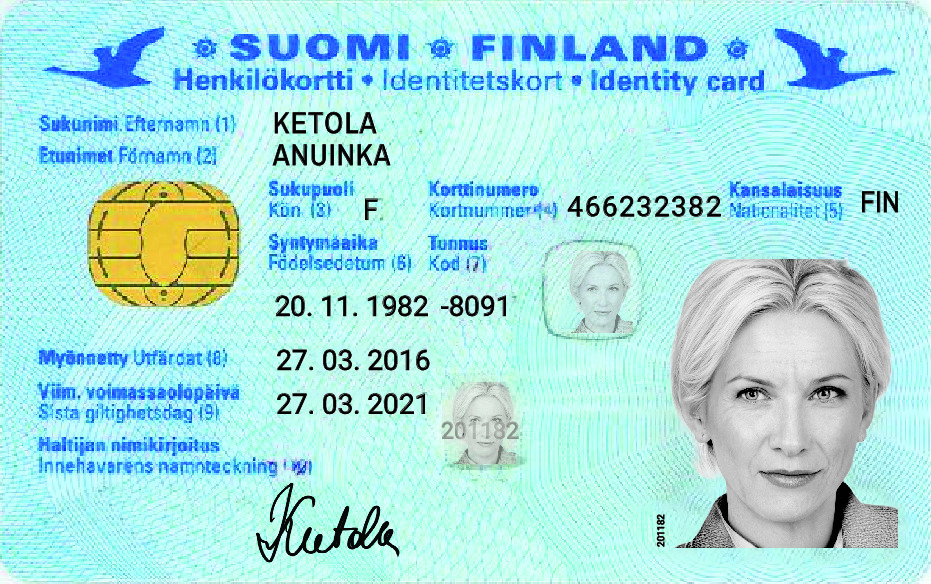 SUOMI FINLAND
Henkilökortti • Identitetskort • Identity card
Sukunimi Efternamn (1) KETOLA
Etunimet Förnamn (2) ANUINKA
Sukupuoli Korttinumero Kansalaisuus
Kön (3) F Kortnummer (4) 466232382 Nationalitet (5) FIN
Syntymäaika Tunnus
Födelsedetum (6) Kod (7)
20. 11. 1982 -8091
Myönnetty Utfärdat (8) 27. 03. 2016
Viim. voimassaolopäivä
Sista giltighetsdag (9) 27. 03. 2021
201182
Haltijan nimikirjoitus
Innehavarens namnteckning
Ketola
201182